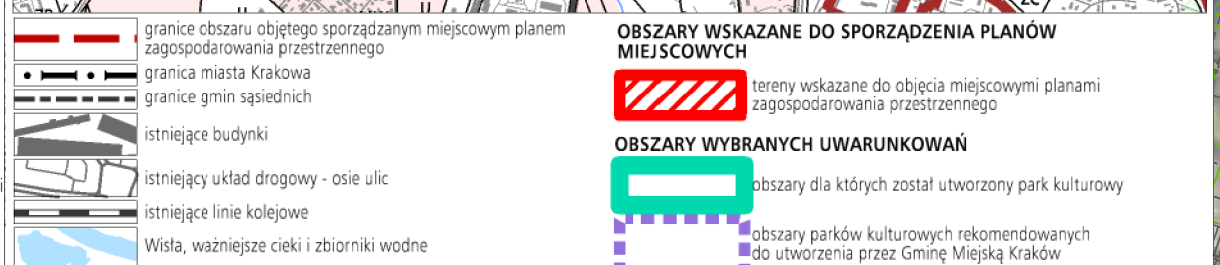 granice obszaru objętego sporządzanym miejscowym planem
zagospodarowania przestrzennego
granica miasta Krakowa
granice gmin sąsiednich
istniejące budynki
istniejący układ drogowy - osie ulic
istniejące linie kolejowe
Wisła, ważniejsze cieki i zbiorniki wodne
OBSZARY WSKAZANE DO SPORZĄDZENIA PLANÓW
MIEJSCOWYCH
tereny wskazane do objęcia miejscowymi planami
zagospodarowania przestrzennego
OBSZARY WYBRANYCH UWARUNKOWAŃ
obszary dla których został utworzony park kulturowy
obszary parków kulturowych rekomendowanych
do utworzenia przez Gminę Miejską Kraków